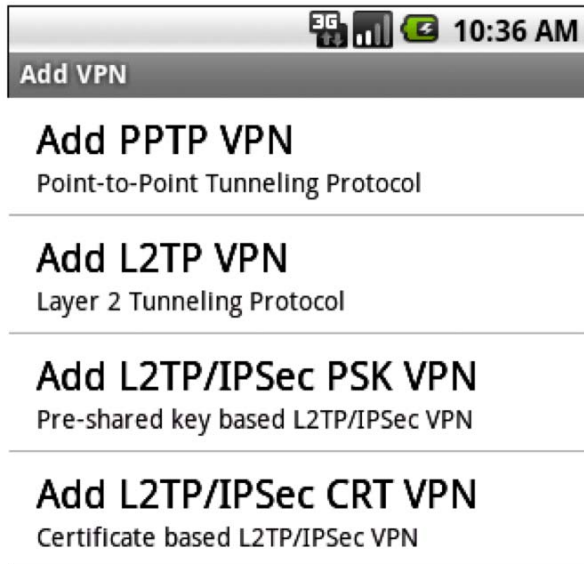 3G 10:36 AM
Add VPN
Add PPTP VPN
Point-to-Point Tunneling Protocol
Add L2TP VPN
Layer 2 Tunneling Protocol
Add L2TP/IPSec PSK VPN
Pre-shared key based L2TP/IPSec VPN
Add L2TP/IPSec CRT VPN
Certificate based L2TP/IPSec VPN